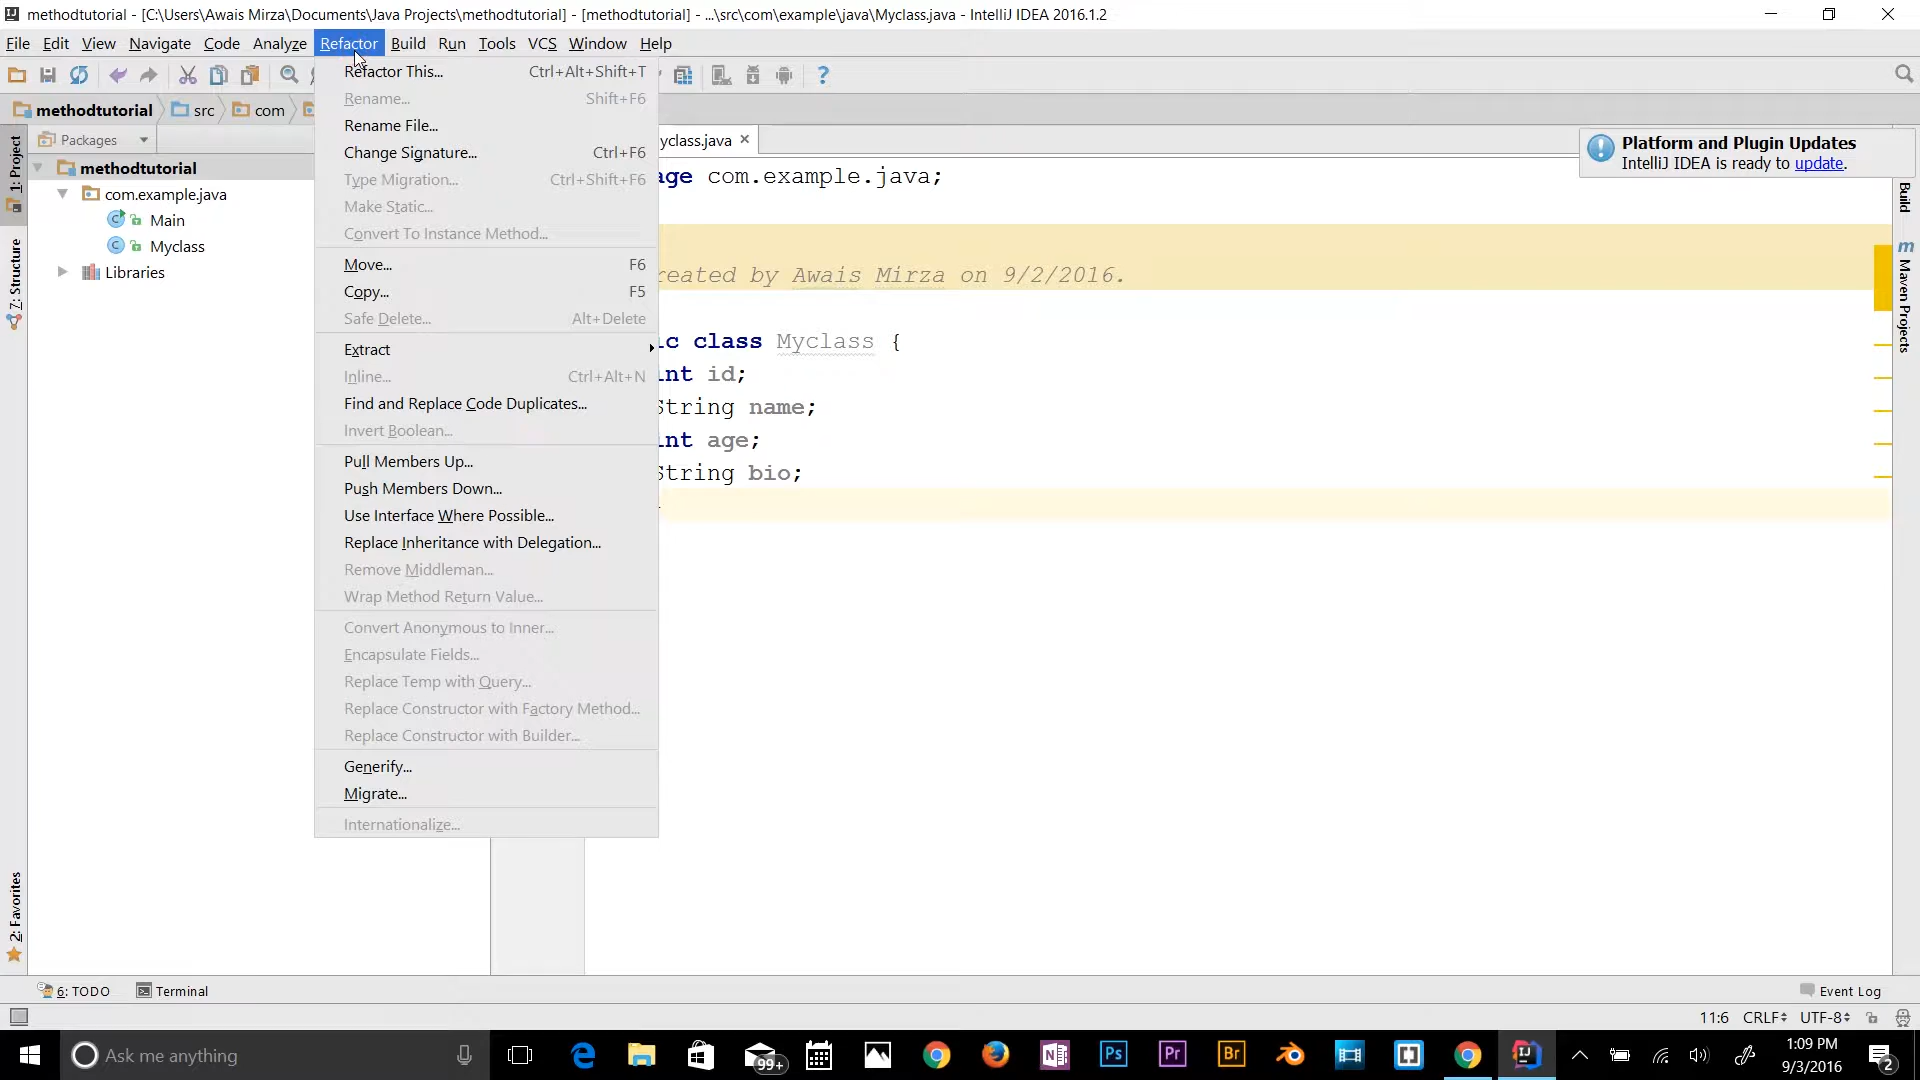 methodtutorial - [C:\Users\Awais Mirza\Documents\Java Projects\methodtutorial] - [methodtutorial] - ...\src\com\example\java\Myclass.java - IntelliJ IDEA 2016.1.2
File Edit View Navigate Code Analyze Refactor Build Run Tools VCS Window Help
methodtutorial src com
Packages
yclass.java
1: Project
7: Structure
2: Favorites
methodtutorial
com.example.java
Main
Myclass
Libraries
Refactor This... Ctrl+Alt+Shift+T
Rename... Shift+F6
Rename File...
Change Signature... Ctrl+F6
Type Migration... Ctrl+Shift+F6
Make Static...
Convert To Instance Method...
Move... F6
Copy... F5
Safe Delete... Alt+Delete
Extract
Inline... Ctrl+Alt+N
Find and Replace Code Duplicates...
Invert Boolean...
Pull Members Up...
Push Members Down...
Use Interface Where Possible...
Replace Inheritance with Delegation...
Remove Middleman...
Wrap Method Return Value...
Convert Anonymous to Inner...
Encapsulate Fields...
Replace Temp with Query...
Replace Constructor with Factory Method...
Replace Constructor with Builder...
Generify...
Migrate...
Internationalize...
age com.example.java;
reated by Awais Mirza on 9/2/2016.
ic class Myclass {
int id;
String name;
int age;
String bio;
Platform and Plugin Updates
IntelliJ IDEA is ready to update.
Build
m Maven Projects
6: TODO Terminal Event Log
11:6 CRLF UTF-8
Ask me anything
99+
Ps Pr Br
1:09 PM
9/3/2016
2